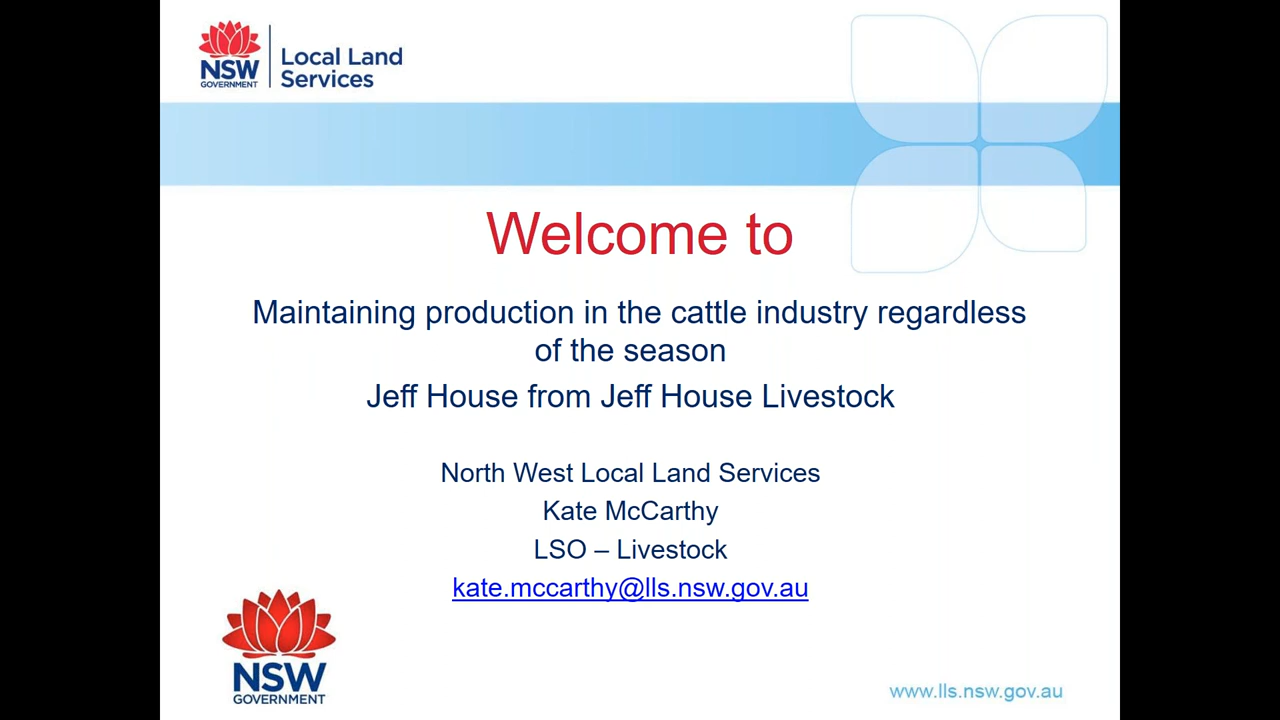 NSW
GOVERNMENT
Local Land
Services
Welcome to
Maintaining production in the cattle industry regardless
of the season
Jeff House from Jeff House Livestock
North West Local Land Services
Kate McCarthy
LSO – Livestock
kate.mccarthy@lls.nsw.gov.au
NSW
GOVERNMENT
www.lls.nsw.gov.au